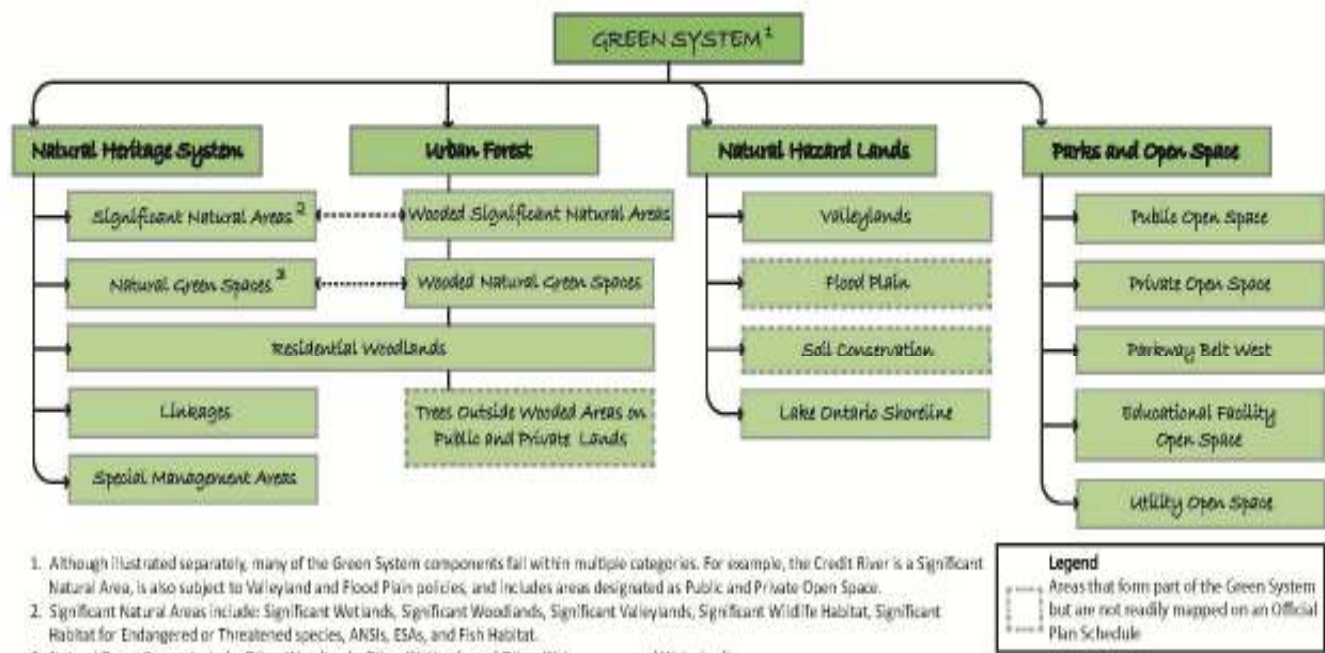 GREEN SYSTEM 1
Natural Heritage System
Urban Forest
Natural Hazard Lands
Parks and Open Space
Significant Natural Areas 2
Wooded Significant Natural Areas
Valleylands
Public Open Space
Natural Green Spaces 3
Wooded Natural Green Spaces
Flood Plain
Private Open Space
Residential Woodlands
Soil Conservation
Parkway Belt West
Linkages
Trees Outside Wooded Areas on
Public and Private Lands
Lake Ontario Shoreline
Educational Facility
Open Space
Special Management Areas
Utility Open Space
1. Although illustrated separately, many of the Green System components fall within multiple categories. For example, the Credit River is a Significant
Natural Area, is also subject to Valleyland and Flood Plain policies, and includes areas designated as Public and Private Open Space.
2. Significant Natural Areas include: Significant Wetlands, Significant Woodlands, Significant Valleylands, Significant Wildlife Habitat, Significant
Habitat for Endangered or Threatened species, ANSIs, ESAs, and Fish Habitat.
Legend
Areas that form part of the Green System
but are not readily mapped on an Official
Plan Schedule